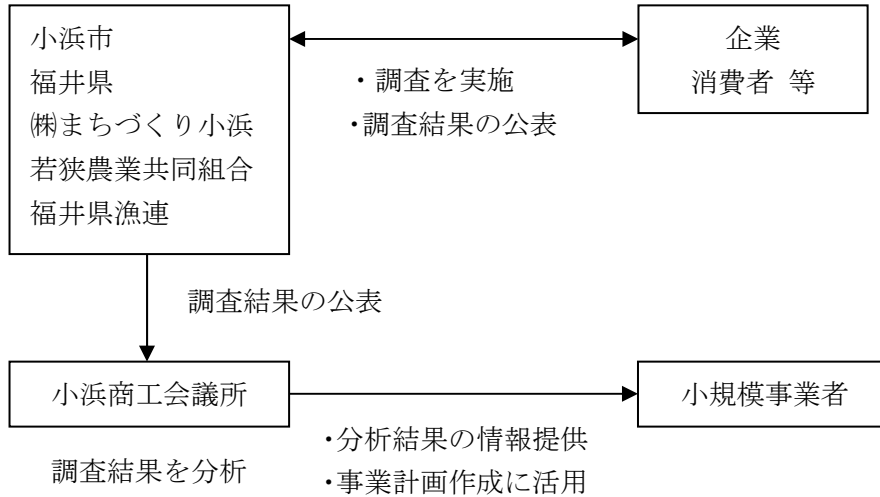 小浜市
福井県
㈱まちづくり小浜
若狭農業共同組合
福井県漁連
・調査を実施
・調査結果の公表
企業
消費者 等
調査結果の公表
小浜商工会議所
調査結果を分析
・分析結果の情報提供
・事業計画作成に活用
小規模事業者